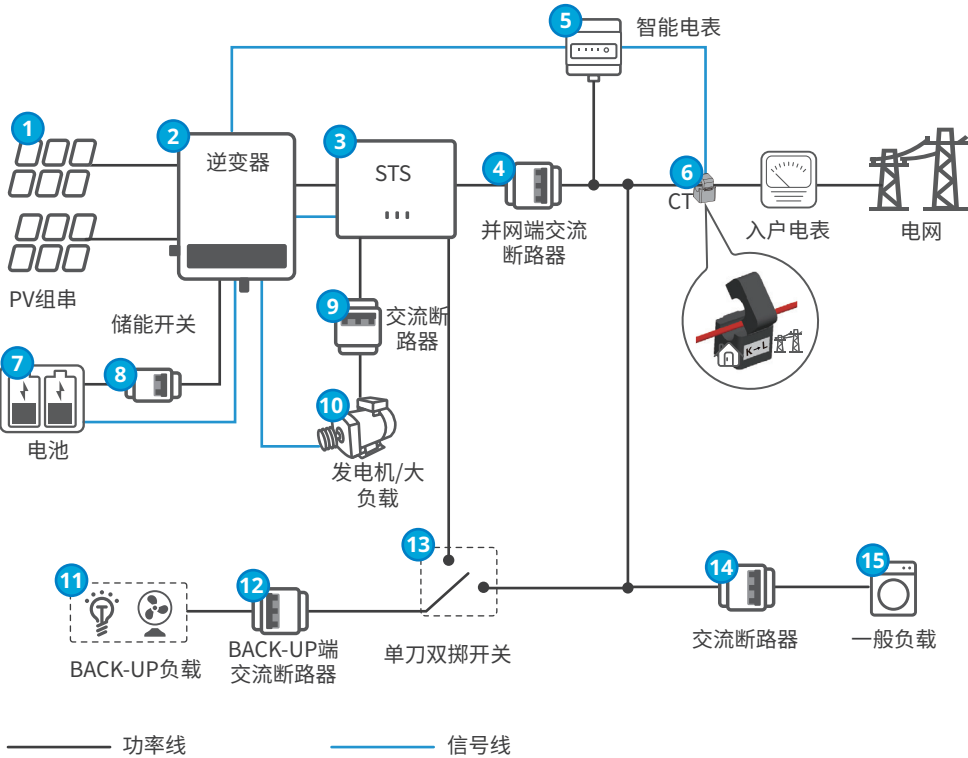 5
智能电表
1
2
逆变器
3
STS
4
并网端交流
断路器
6
CT
入户电表
电网
PV组串
储能开关
9
交流断
路器
K→L
7
8
电池
10
发电机/大
负载
13
11
12
14
15
BACK-UP负载
BACK-UP端
交流断路器
单刀双掷开关
交流断路器
一般负载
功率线
信号线